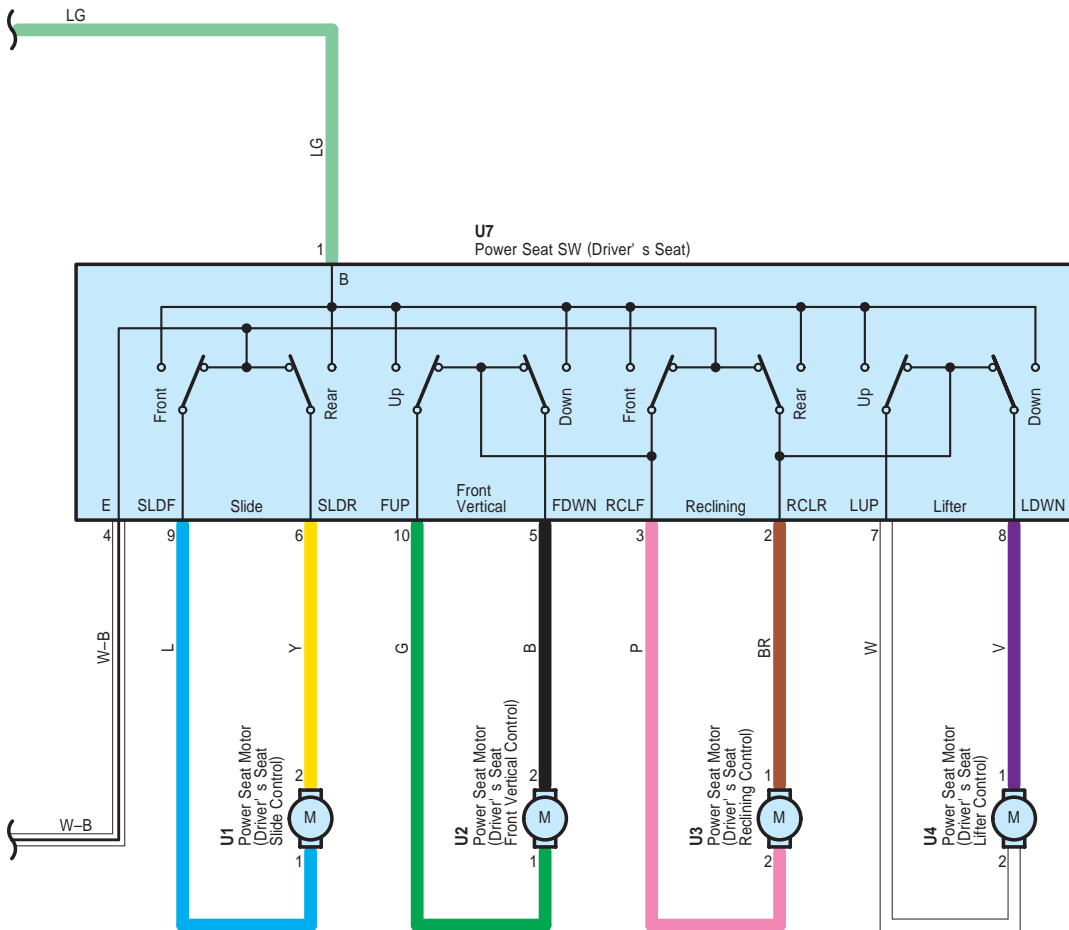 LG
LG
U7
Power Seat SW (Driver' s Seat)
1
B
Front
Rear
Up
Down
Front
Rear
Up
Down
E
SLDF
Slide
SLDR
FUP
Front
Vertical
FDWN
RCLF
Reclining
RCLR
LUP
Lifter
LDWN
4
9
6
10
5
3
2
7
8
W–B
L
Y
G
B
P
BR
W
V
U1
Power Seat Motor
(Driver' s Seat
Slide Control)
2
M
1
U2
Power Seat Motor
(Driver' s Seat
Front Vertical Control)
2
M
1
U3
Power Seat Motor
(Driver' s Seat
Reclining Control)
1
M
2
U4
Power Seat Motor
(Driver' s Seat
Lifter Control)
1
M
2
W–B